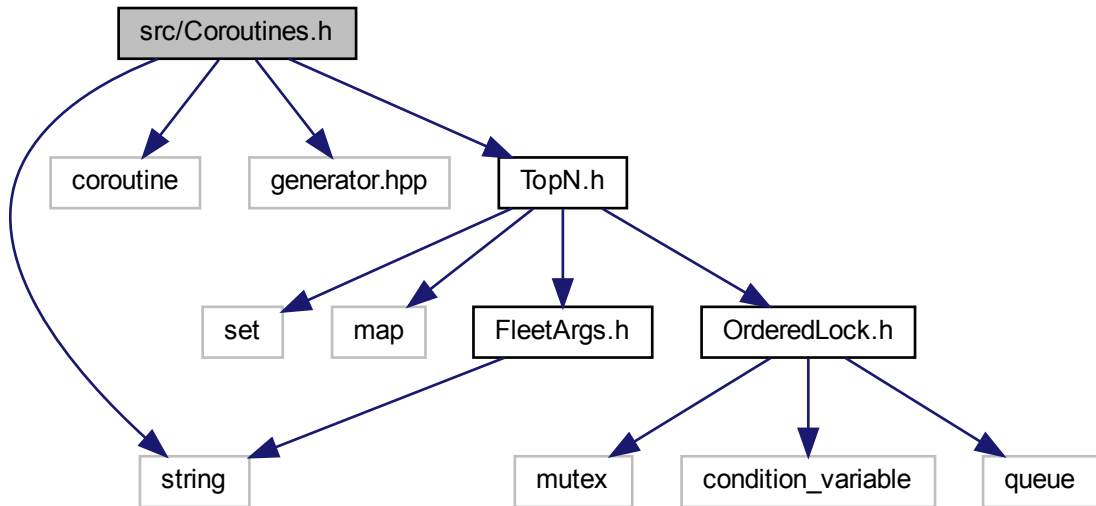 src/Coroutines.h
coroutine
generator.hpp
TopN.h
set
map
FleetArgs.h
OrderedLock.h
string
mutex
condition_variable
queue